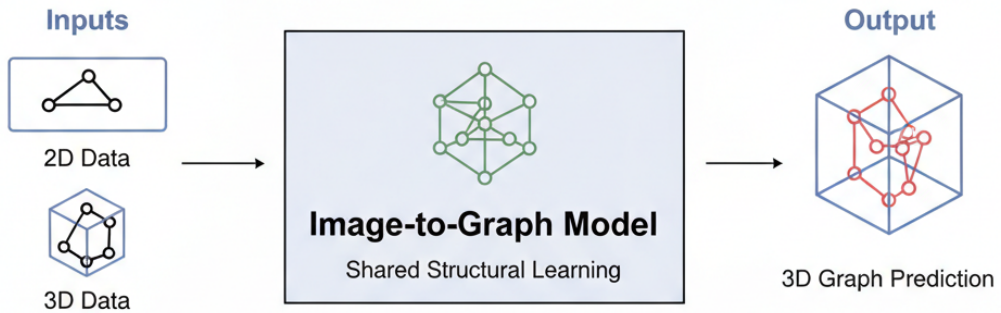 Inputs
2D Data
3D Data
Image-to-Graph Model
Shared Structural Learning
Output
3D Graph Prediction